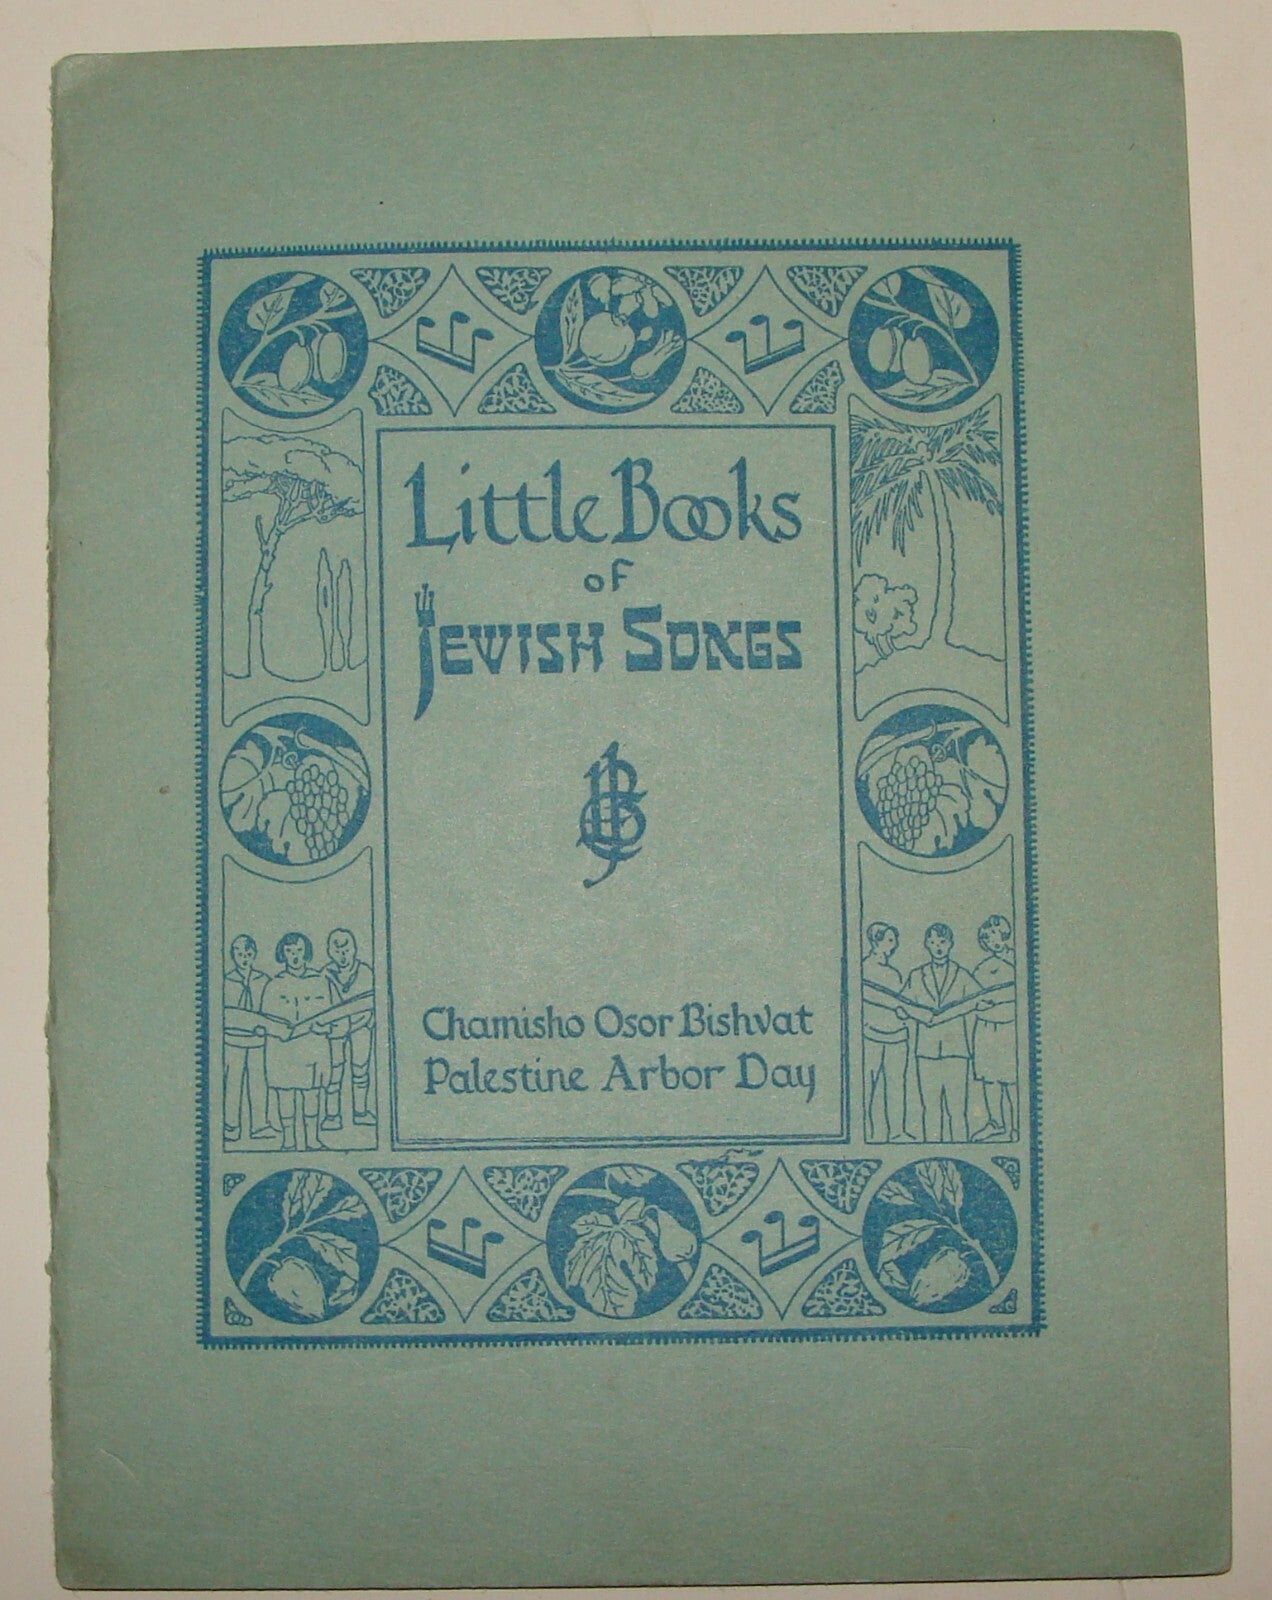 Little Books
of
Jewish Songs
Chamisho Osor Bishvat
Palestine Arbor Day